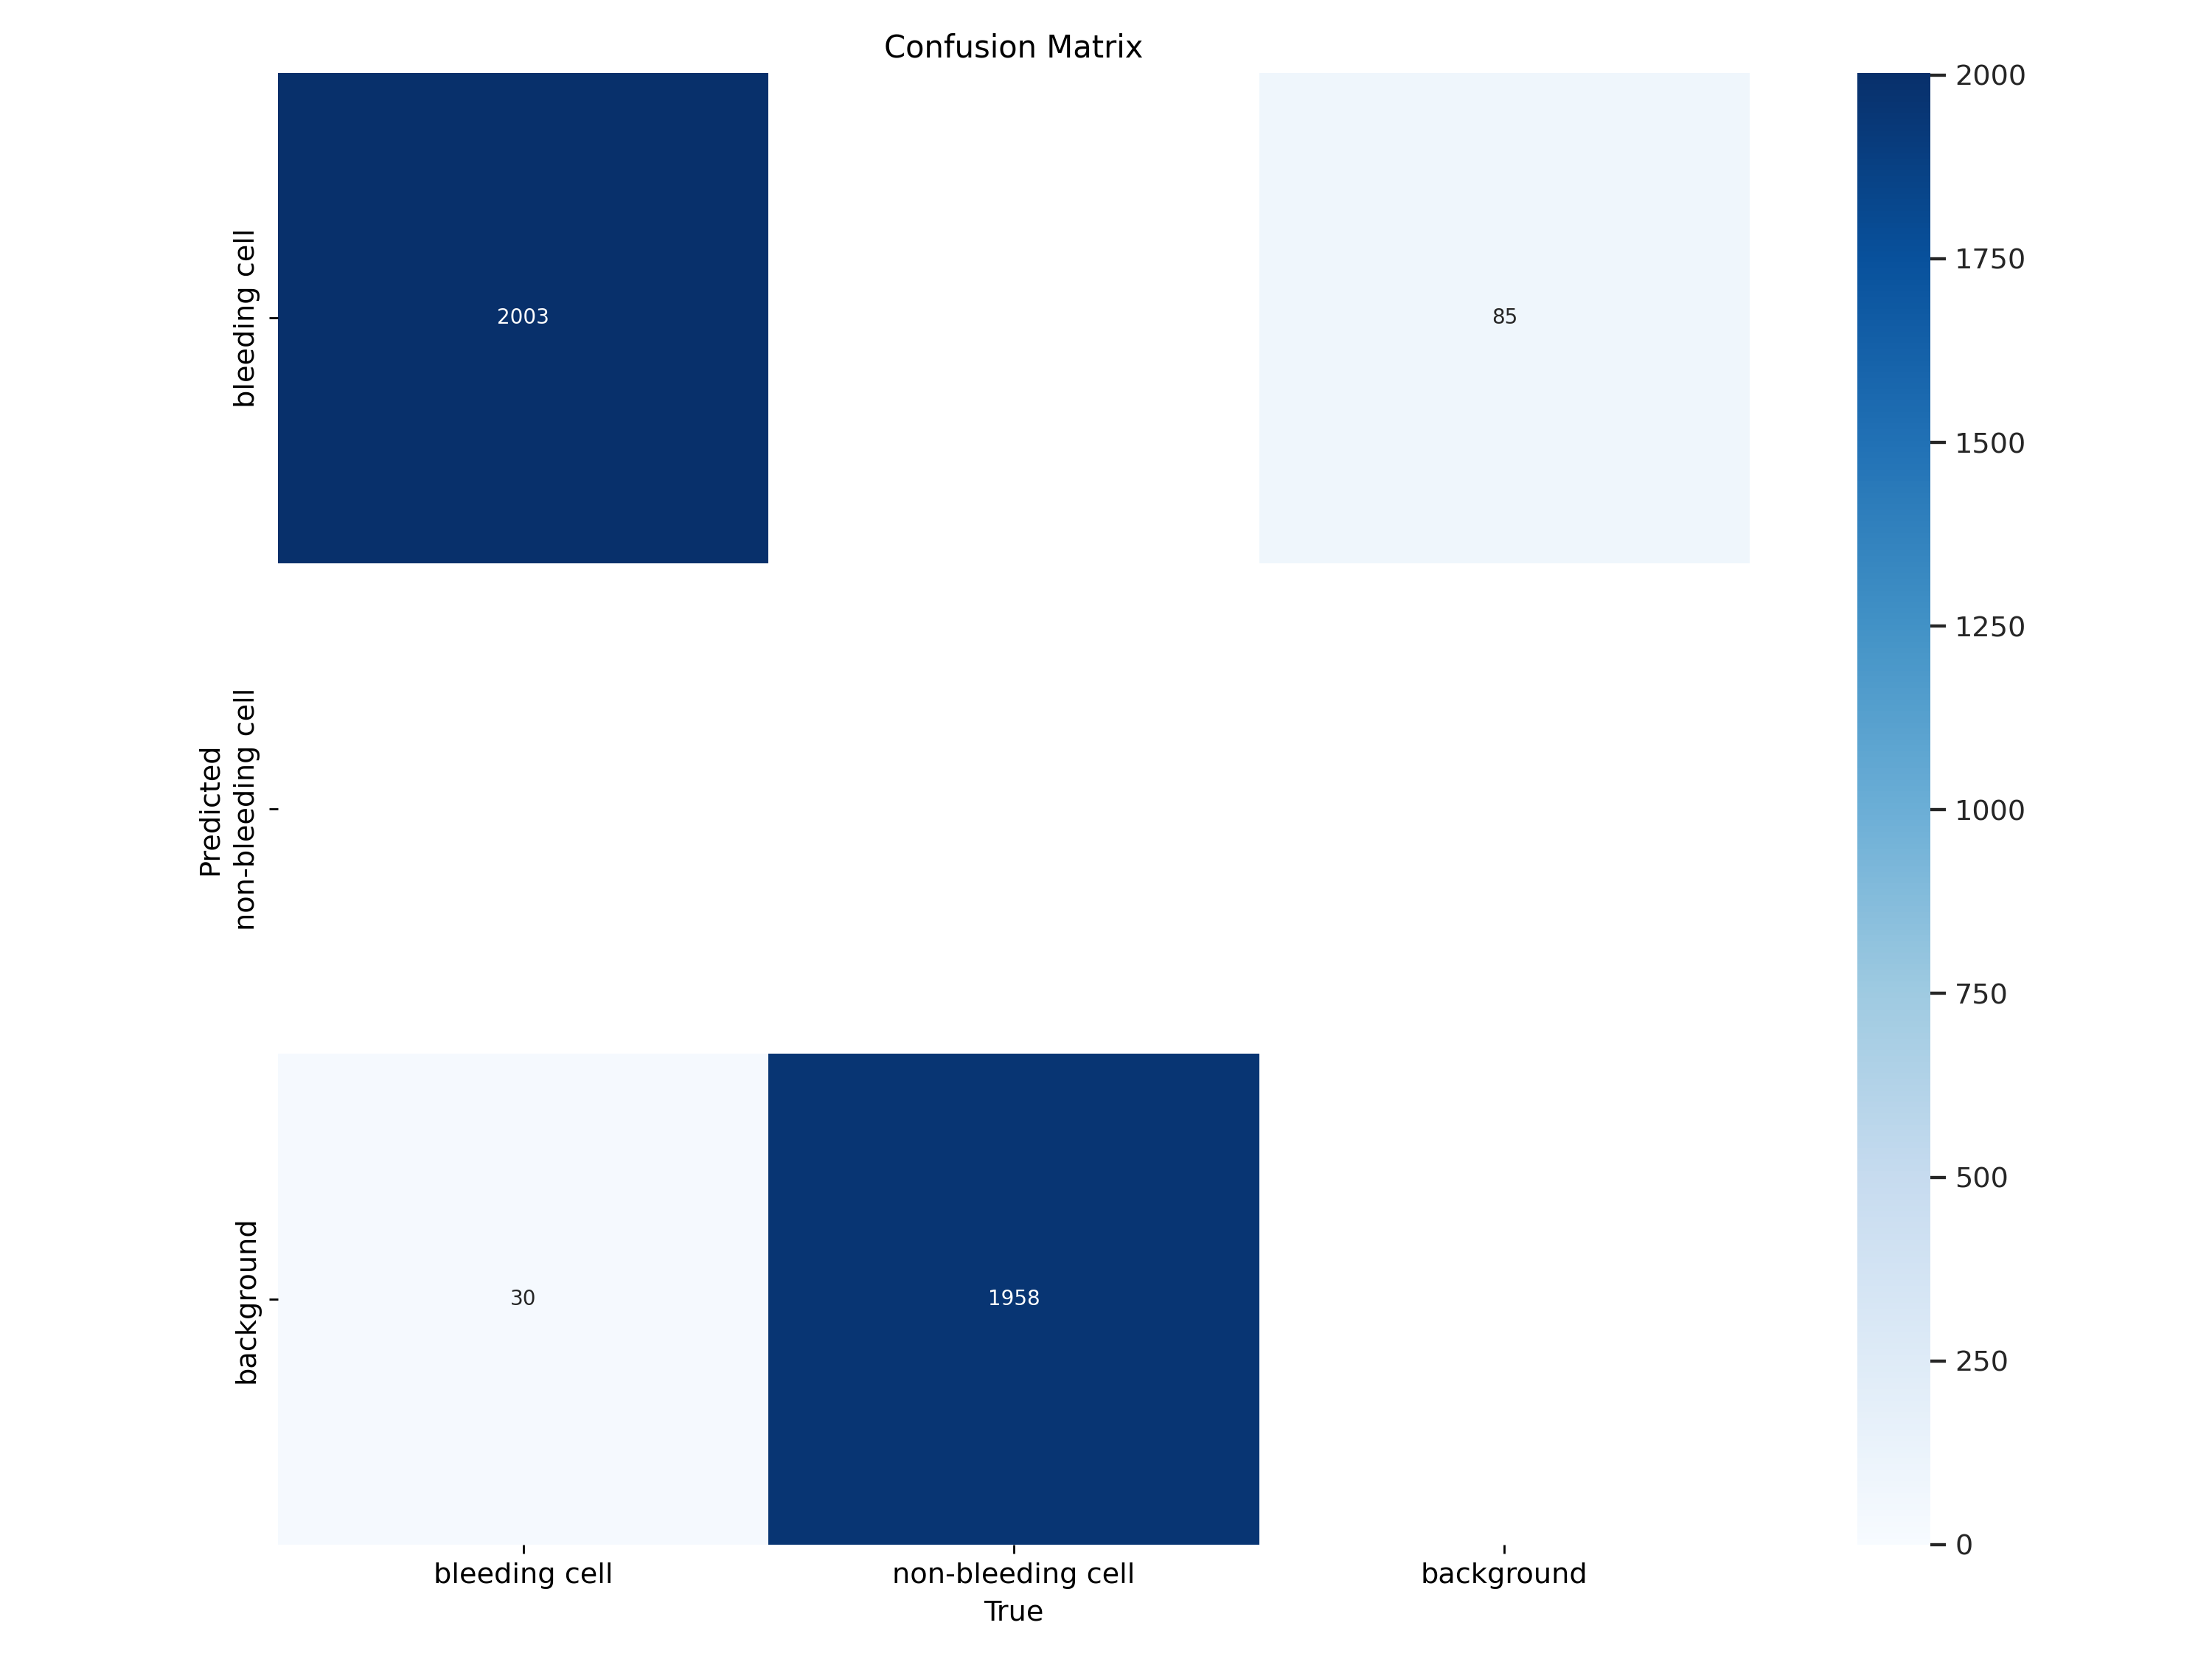 Confusion Matrix
Predicted
bleeding cell
non-bleeding cell
background
2003
85
30
1958
bleeding cell
non-bleeding cell
background
True
2000
1750
1500
1250
1000
750
500
250
0